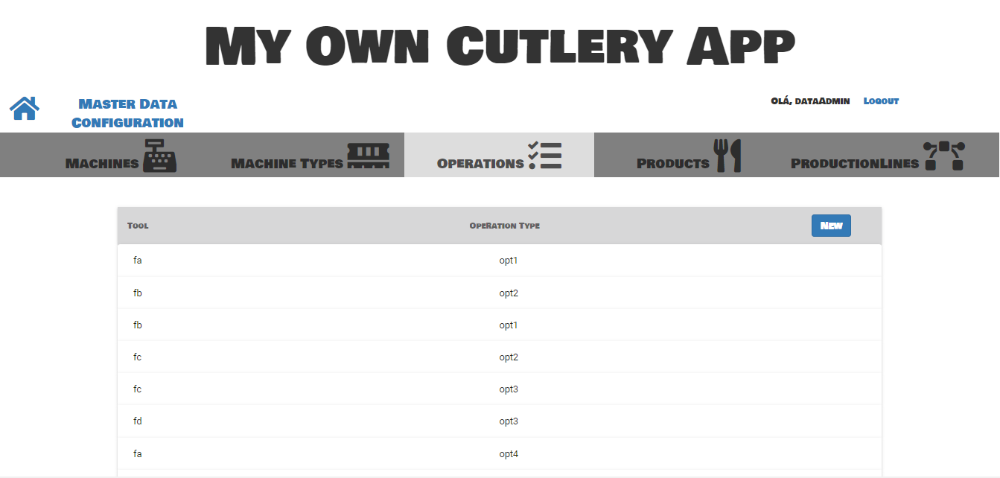 My Own Cutlery App
Master Data
Configuration
Olá, dataAdmin Logout
Machines Machine Types Operations Products ProductionLines
Tool Operation Type New
fa opt1
fb opt2
fb opt1
fc opt2
fc opt3
fd opt3
fa opt4